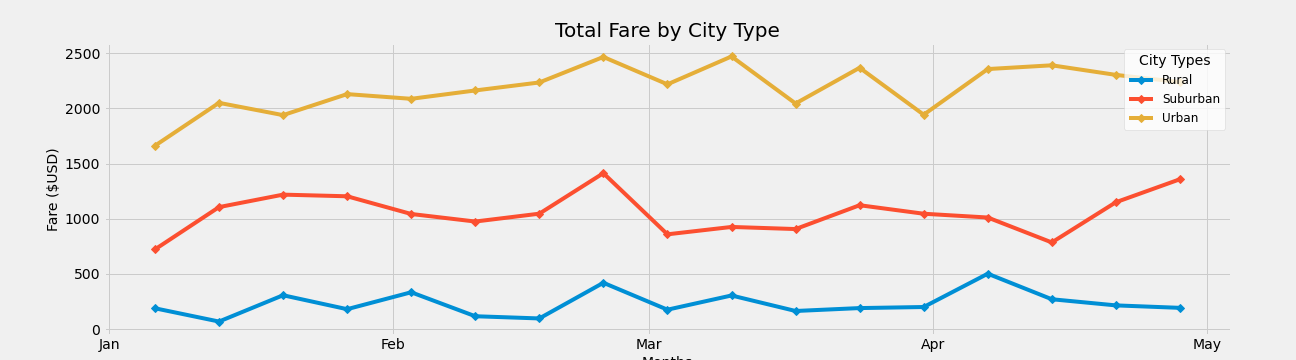 Total Fare by City Type
2500
2000
1500
1000
500
0
Fare ($USD)
City Types
Rural
Suburban
Urban
Jan Feb Mar Apr May
Months